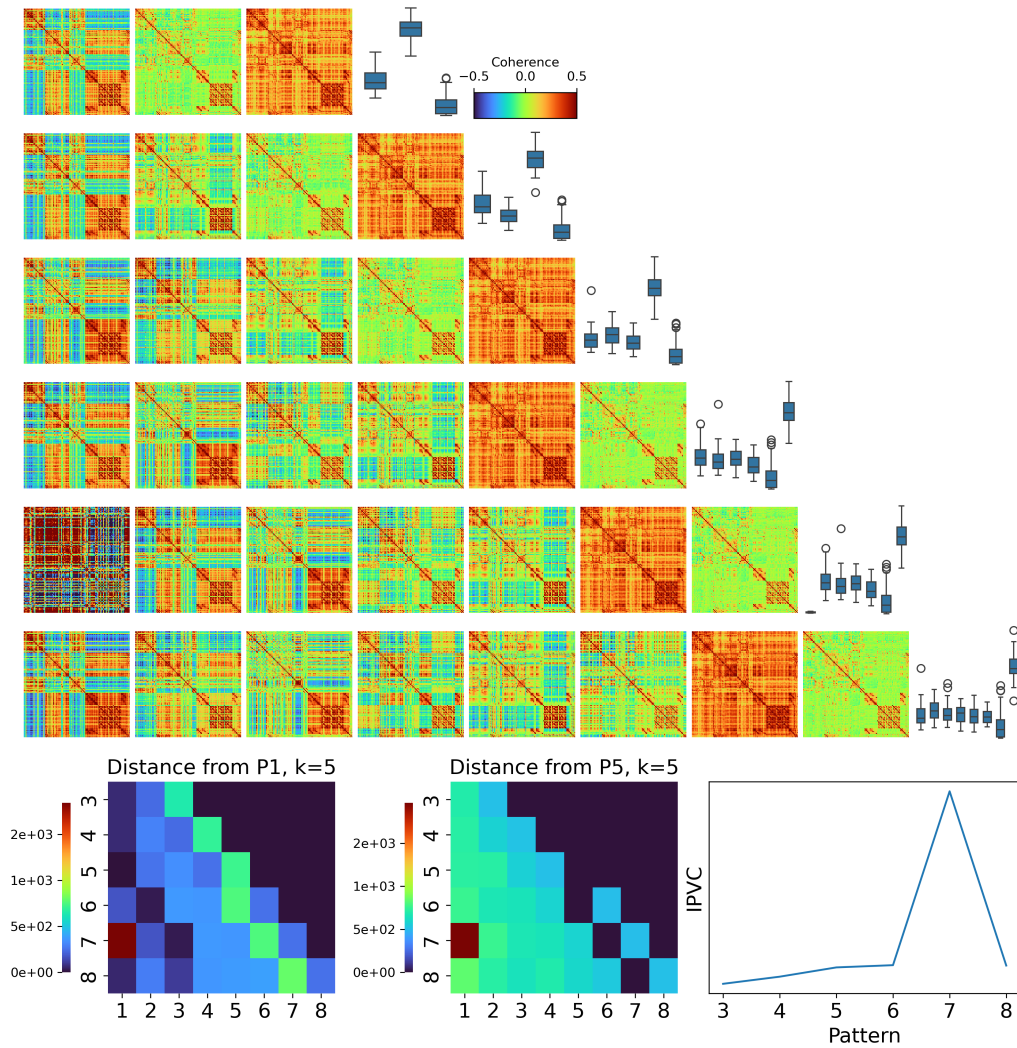 Coherence
−0.5 0.0 0.5
Distance from P1, k=5
Distance from P5, k=5
2e+03
1e+03
5e+02
0e+00
3
4
5
6
7
8
1 2 3 4 5 6 7 8
2e+03
1e+03
5e+02
0e+00
3
4
5
6
7
8
1 2 3 4 5 6 7 8
IPVC
3 4 5 6 7 8
Pattern